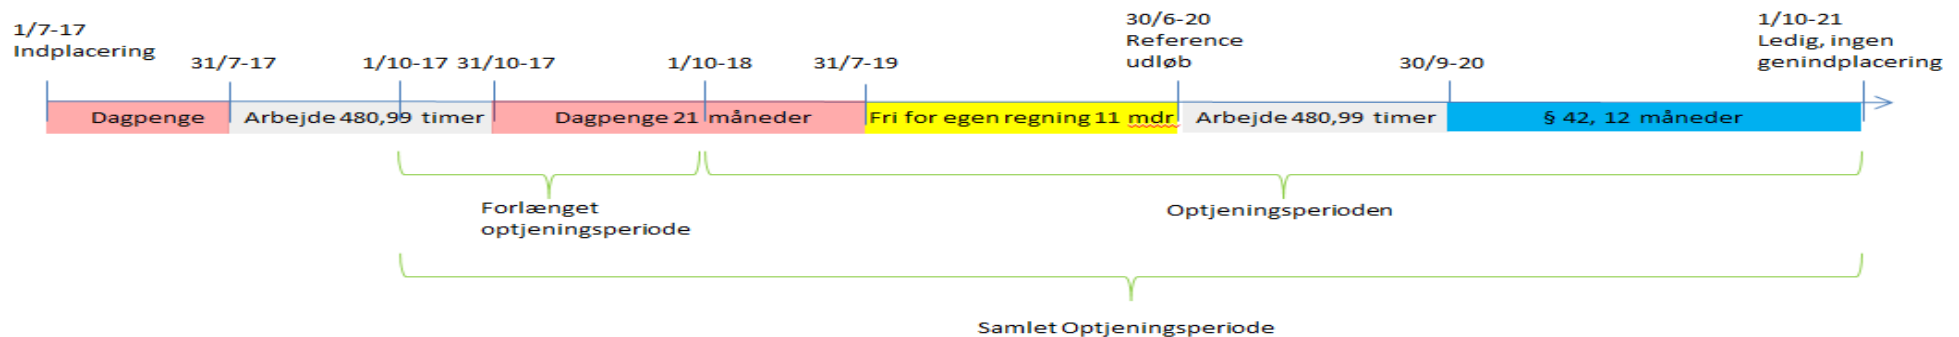 1/7-17
Indplacering
31/7-17
1/10-17
31/10-17
1/10-18
31/7-19
30/6-20
Reference
udløb
30/9-20
1/10-21
Ledig, ingen
genindplacering
Dagpenge
Arbejde 480,99 timer
Dagpenge 21 måneder
Fri for egen regning 11 mdr
Arbejde 480,99 timer
§ 42, 12 måneder
Forlænget
optjeningsperiode
Optjeningsperioden
Samlet Optjeningsperiode